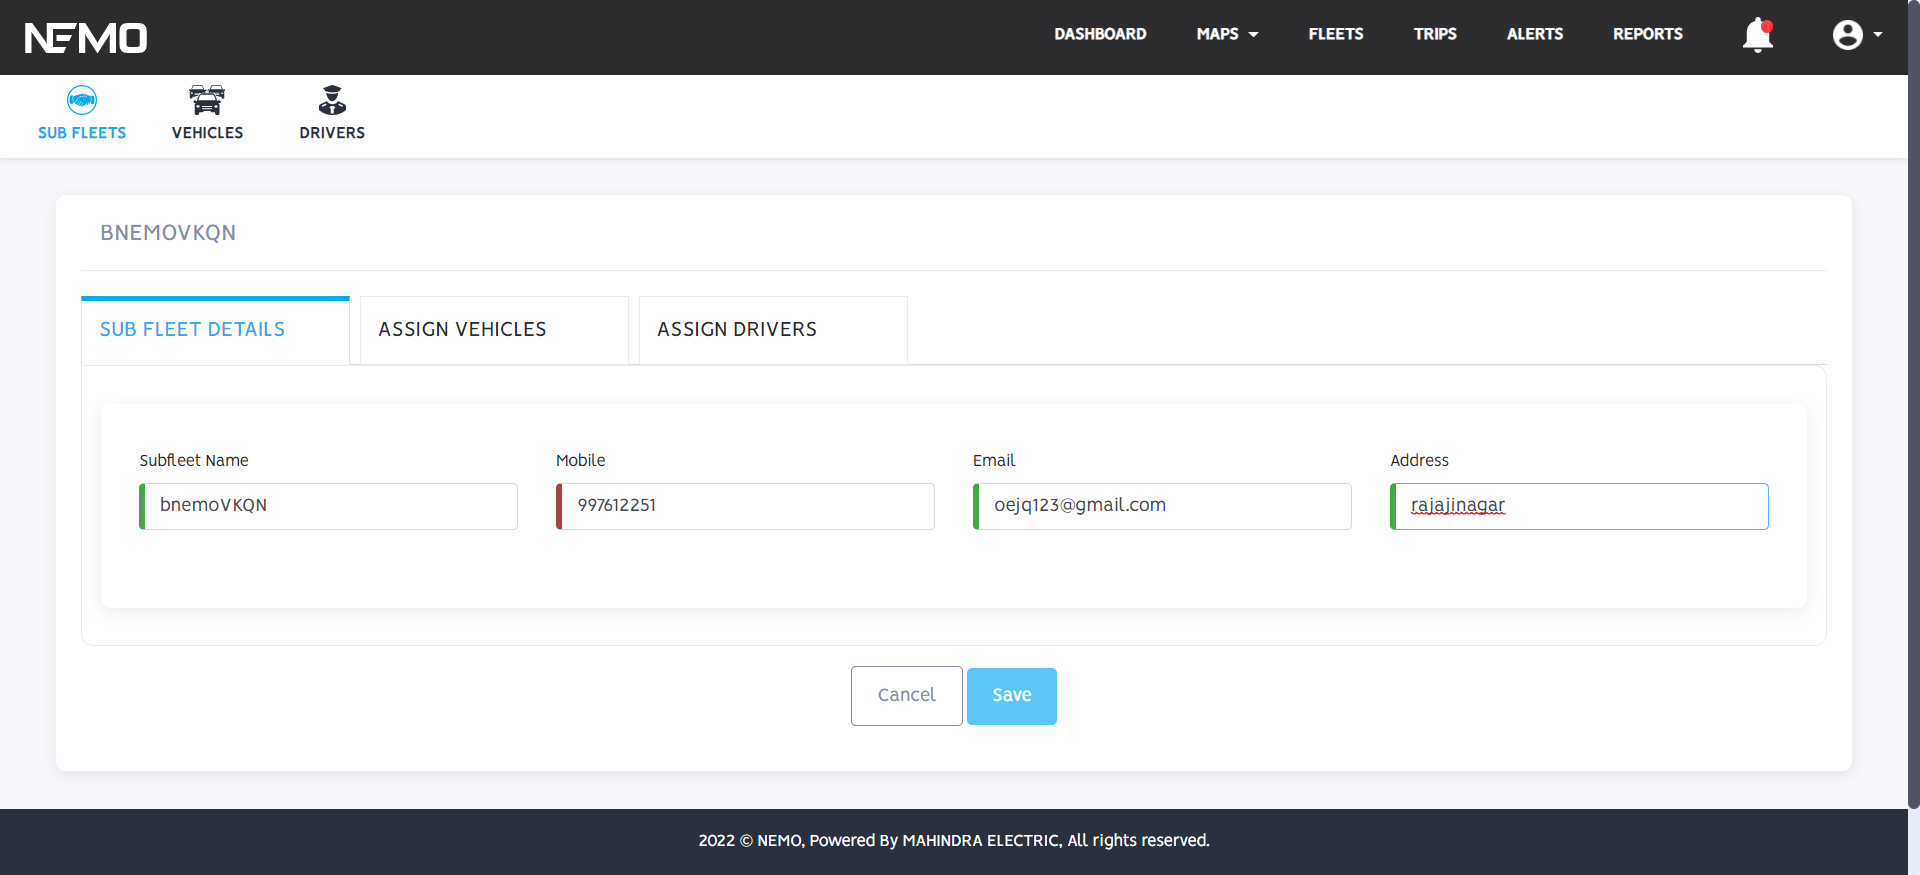 NEMO
DASHBOARD MAPS FLEETS TRIPS ALERTS REPORTS
SUB FLEETS VEHICLES DRIVERS
BNEMOVKQN
SUB FLEET DETAILS ASSIGN VEHICLES ASSIGN DRIVERS
Subfleet Name Mobile Email Address
bnemoVKQN 997612251 oejq123@gmail.com rajajinagar
Cancel Save
2022 © NEMO, Powered By MAHINDRA ELECTRIC, All rights reserved.